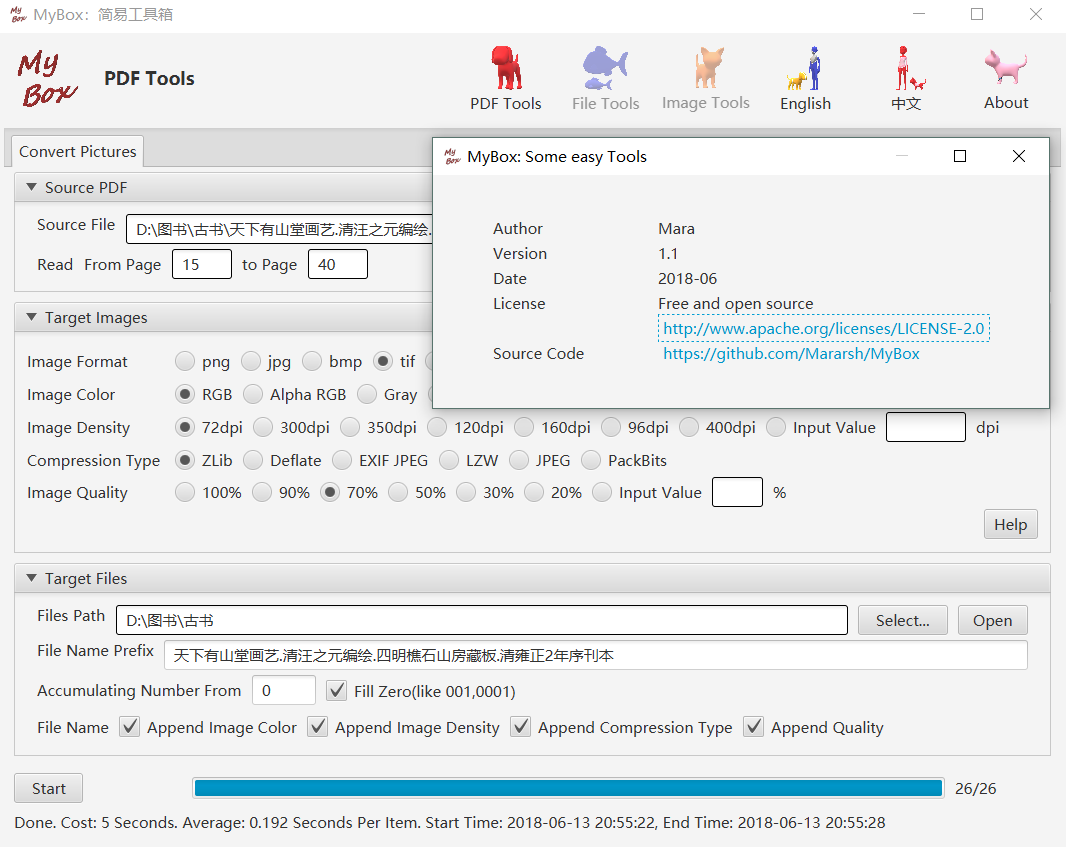 My Box MyBox：简易工具箱
My Box PDF Tools
PDF Tools File Tools Image Tools English 中文 About
Convert Pictures
Source PDF
Source File D:\图书\古书\天下有山堂画艺.清汪之元编绘.
Read From Page 15 to Page 40
My Box MyBox: Some easy Tools
Author Mara
Version 1.1
Date 2018-06
License Free and open source
http://www.apache.org/licenses/LICENSE-2.0
Source Code https://github.com/Mararsh/MyBox
Target Images
Image Format png jpg bmp tif
Image Color RGB Alpha RGB Gray
Image Density 72dpi 300dpi 350dpi 120dpi 160dpi 96dpi 400dpi Input Value dpi
Compression Type ZLib Deflate EXIF JPEG LZW JPEG PackBits
Image Quality 100% 90% 70% 50% 30% 20% Input Value %
Help
Target Files
Files Path D:\图书\古书 Select... Open
File Name Prefix 天下有山堂画艺.清汪之元编绘.四明樵石山房藏板.清雍正2年序刊本
Accumulating Number From 0 Fill Zero(like 001,0001)
File Name Append Image Color Append Image Density Append Compression Type Append Quality
Start 26/26
Done. Cost: 5 Seconds. Average: 0.192 Seconds Per Item. Start Time: 2018-06-13 20:55:22, End Time: 2018-06-13 20:55:28